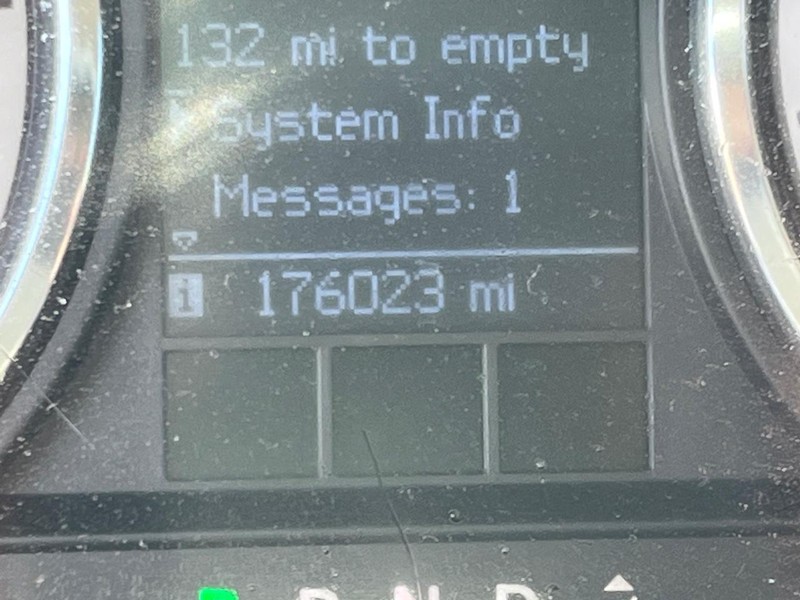 132 mi to empty
System Info
Messages: 1
i 176023 mi
R N D